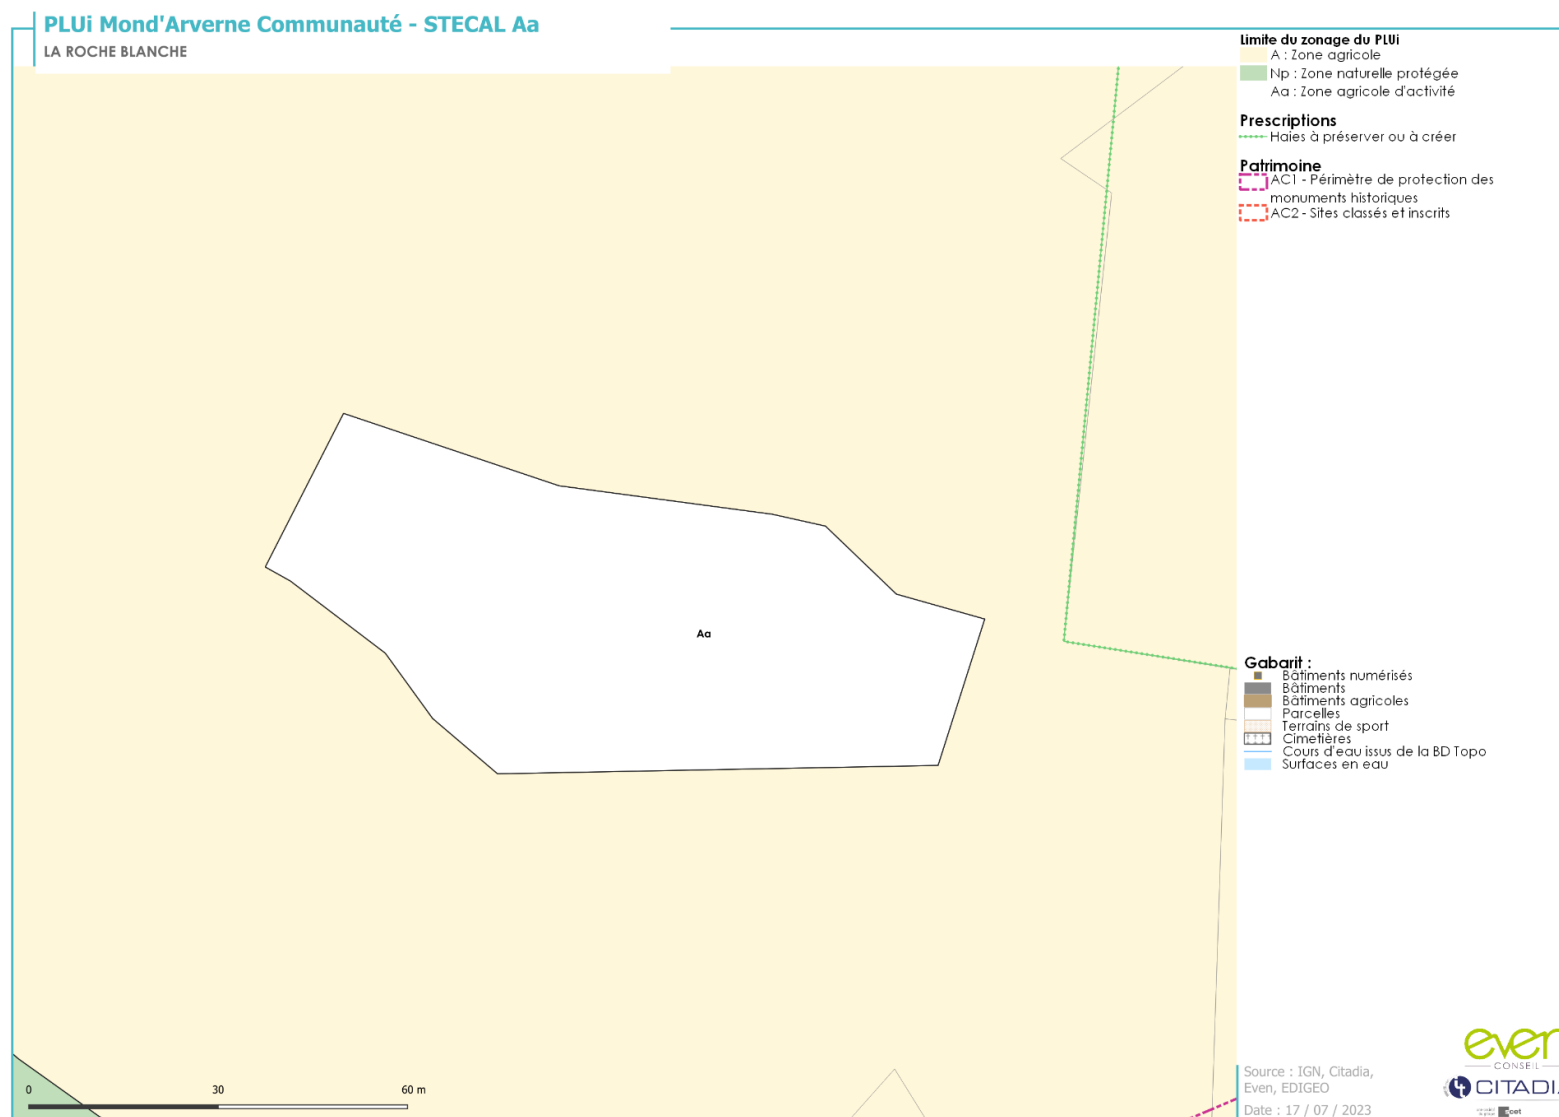 PLUi Mond'Arverne Communauté - STECAL Aa
LA ROCHE BLANCHE
Limite du zonage du PLUi
A : Zone agricole
Np : Zone naturelle protégée
Aa : Zone agricole d'activité
Prescriptions
Haies à préserver ou à créer
Patrimoine
AC1 - Périmètre de protection des
monuments historiques
AC2 - Sites classés et inscrits
Aa
Gabarit :
Bâtiments numérisés
Bâtiments
Bâtiments agricoles
Parcelles
Terrains de sport
Cimetières
Cours d'eau issus de la BD Topo
Surfaces en eau
0 30 60 m
Source : IGN, Citadia,
Even, EDIGEO
Date : 17 / 07 / 2023
even
CONSEIL
CITADIA